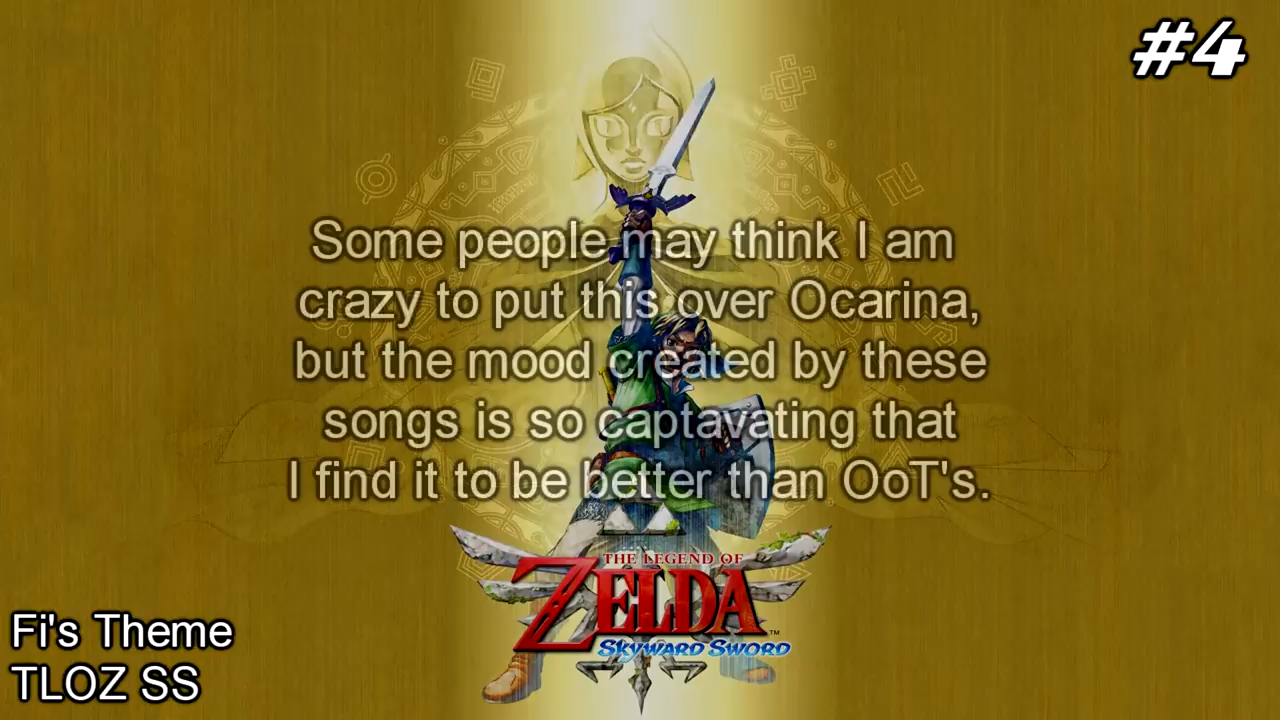 #4
Some people may think I am
crazy to put this over Ocarina,
but the mood created by these
songs is so captavating that
I find it to be better than OoT's.
THE LEGEND OF
ZELDA™
SKYWARD SWORD
Fi's Theme
TLOZ SS